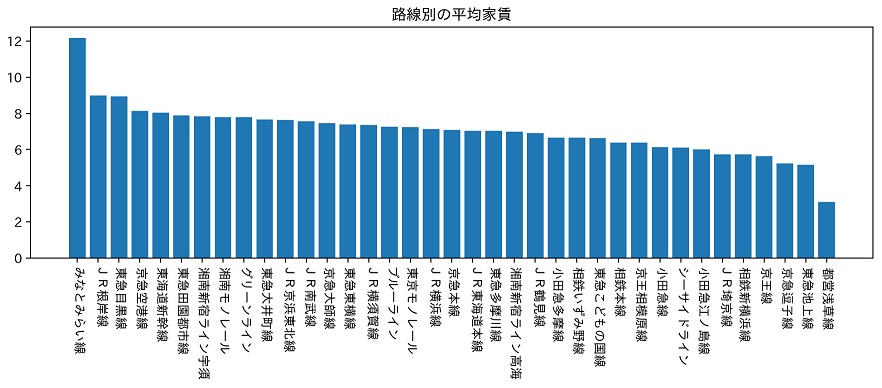 路線別の平均家賃
12
10
8
6
4
2
0
みなとみらい線
ＪＲ根岸線
東急目黒線
京急空港線
東海道新幹線
東急田園都市線
湘南新宿ライン宇須
湘南モノレール
グリーンライン
東急大井町線
ＪＲ京浜東北線
ＪＲ南武線
京急大師線
東急東横線
ＪＲ横須賀線
ブルーライン
東京モノレール
ＪＲ横浜線
京急本線
ＪＲ東海道本線
東急多摩川線
湘南新宿ライン高海
ＪＲ鶴見線
小田急多摩線
相鉄いずみ野線
東急こどもの国線
相鉄本線
京王相模原線
小田急線
シーサイドライン
小田急江ノ島線
ＪＲ埼京線
相鉄新横浜線
京王線
京急逗子線
東急池上線
都営浅草線